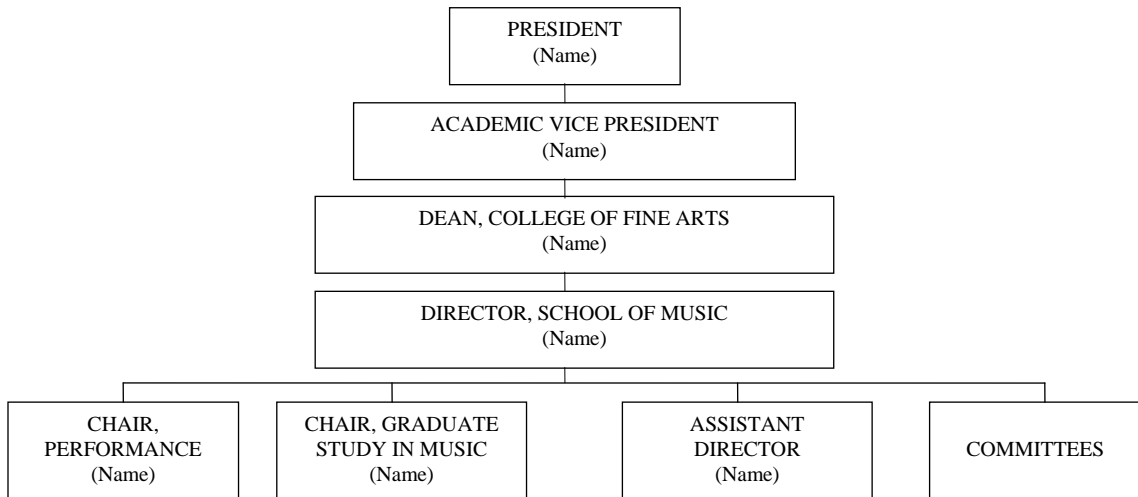 PRESIDENT
(Name)
ACADEMIC VICE PRESIDENT
(Name)
DEAN, COLLEGE OF FINE ARTS
(Name)
DIRECTOR, SCHOOL OF MUSIC
(Name)
CHAIR,
PERFORMANCE
(Name)
CHAIR, GRADUATE
STUDY IN MUSIC
(Name)
ASSISTANT
DIRECTOR
(Name)
COMMITTEES